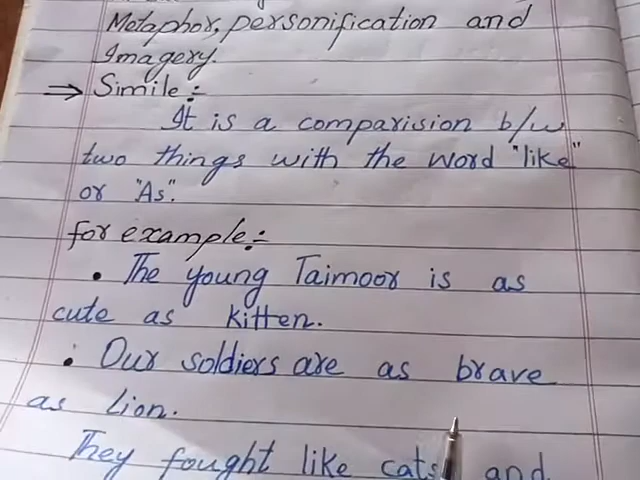 Metaphor, personification and
Imagery.
⇒ Simile :-
It is a comparision b/w
two things with the word "like"
or "As".
for example:-
• The young Taimoor is as
cute as kitten.
• Our soldiers are as brave
as Lion.
They fought like cats and